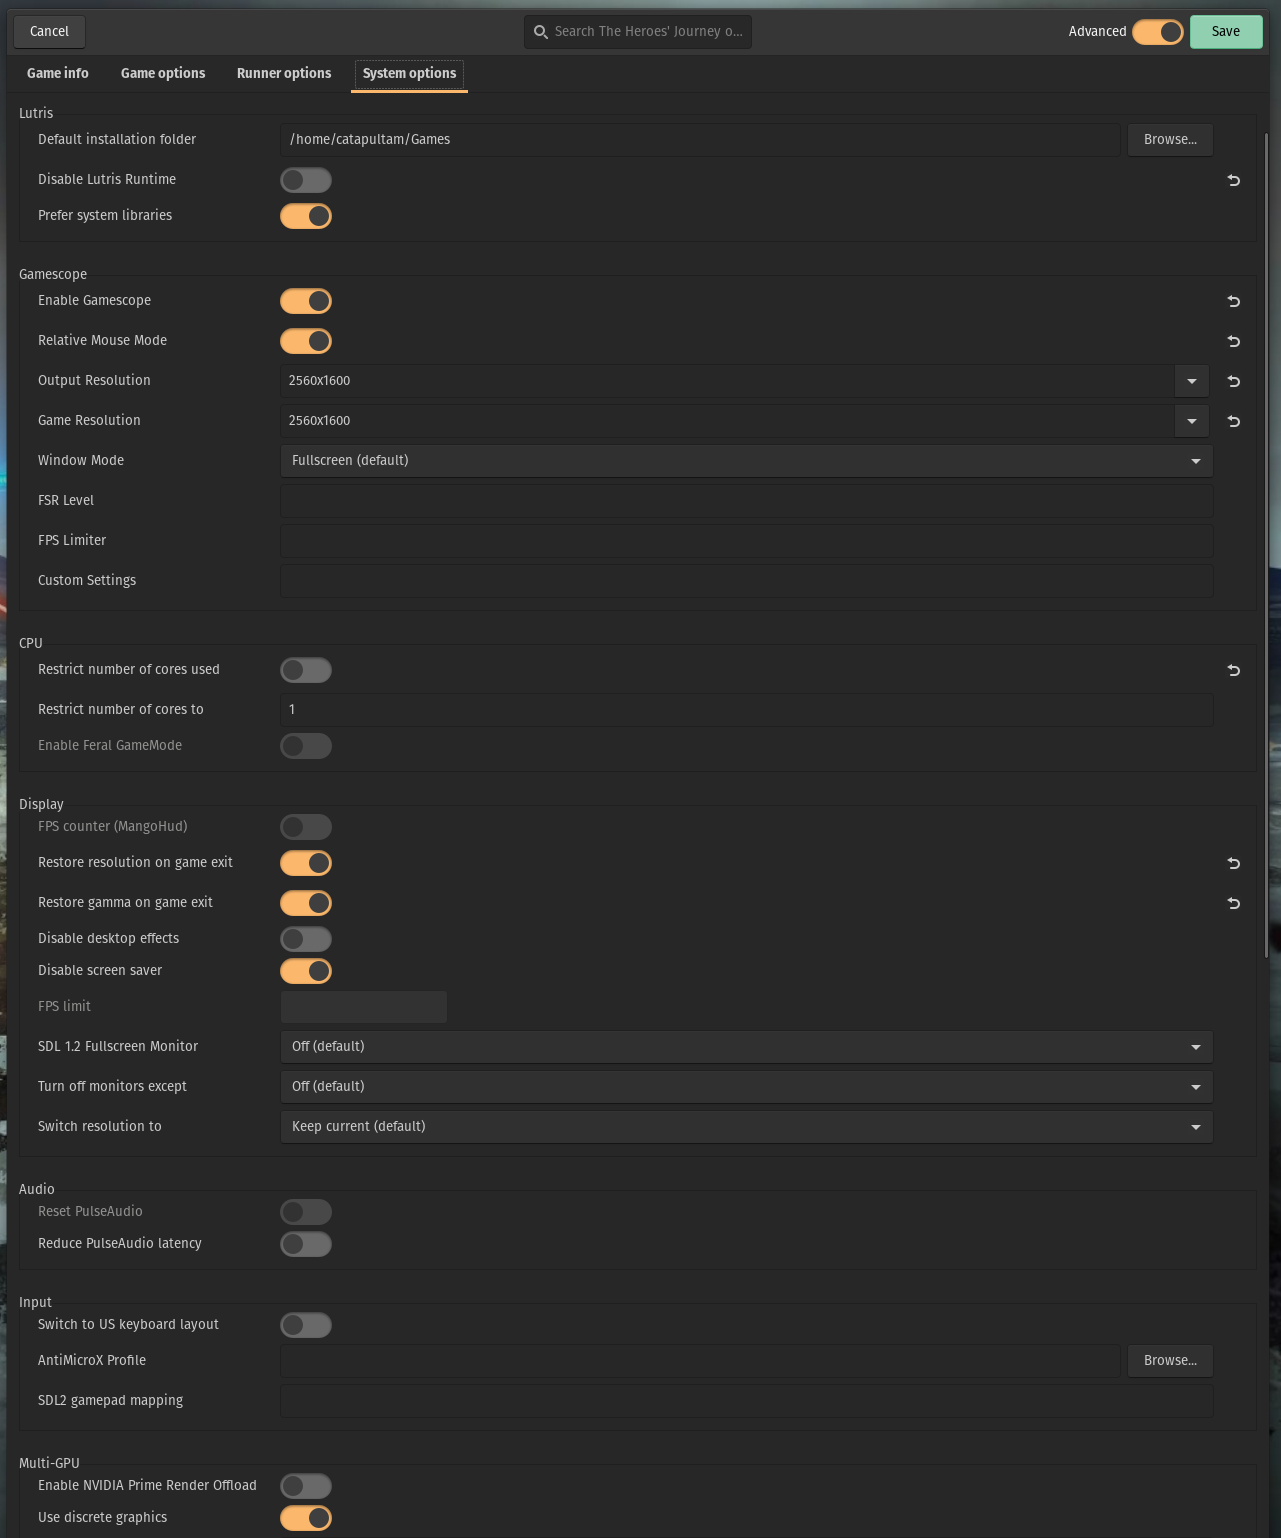 Cancel
Search The Heroes' Journey o...
Advanced
Save
Game info
Game options
Runner options
System options
Lutris
Default installation folder
/home/catapultam/Games
Browse...
Disable Lutris Runtime
Prefer system libraries
Gamescope
Enable Gamescope
Relative Mouse Mode
Output Resolution
2560x1600
Game Resolution
2560x1600
Window Mode
Fullscreen (default)
FSR Level
FPS Limiter
Custom Settings
CPU
Restrict number of cores used
Restrict number of cores to
1
Enable Feral GameMode
Display
FPS counter (MangoHud)
Restore resolution on game exit
Restore gamma on game exit
Disable desktop effects
Disable screen saver
FPS limit
SDL 1.2 Fullscreen Monitor
Off (default)
Turn off monitors except
Off (default)
Switch resolution to
Keep current (default)
Audio
Reset PulseAudio
Reduce PulseAudio latency
Input
Switch to US keyboard layout
AntiMicroX Profile
Browse...
SDL2 gamepad mapping
Multi-GPU
Enable NVIDIA Prime Render Offload
Use discrete graphics